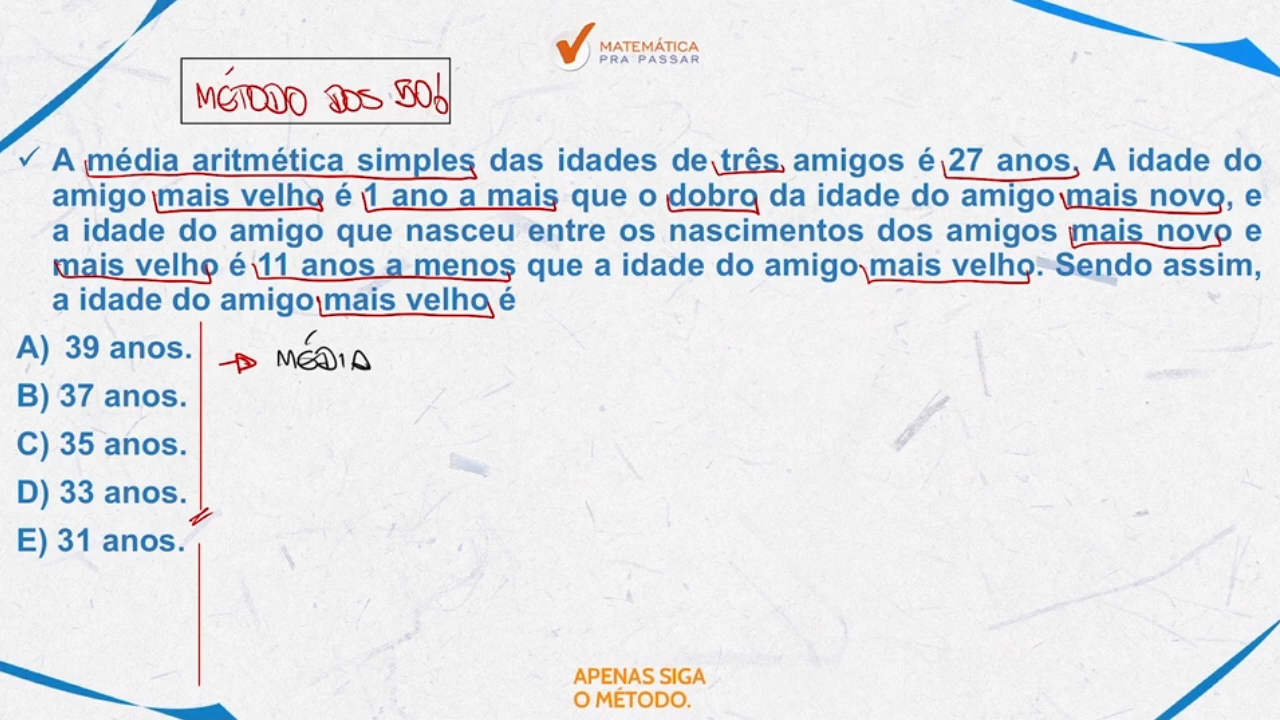 MATEMÁTICA
PRA PASSAR
MÉTODO DOS 50!
✓ A média aritmética simples das idades de três amigos é 27 anos. A idade do
amigo mais velho é 1 ano a mais que o dobro da idade do amigo mais novo, e
a idade do amigo que nasceu entre os nascimentos dos amigos mais novo e
mais velho é 11 anos a menos que a idade do amigo mais velho. Sendo assim,
a idade do amigo mais velho é
A) 39 anos.
→ MÉDIA
B) 37 anos.
C) 35 anos.
D) 33 anos.
E) 31 anos.
APENAS SIGA
O MÉTODO.